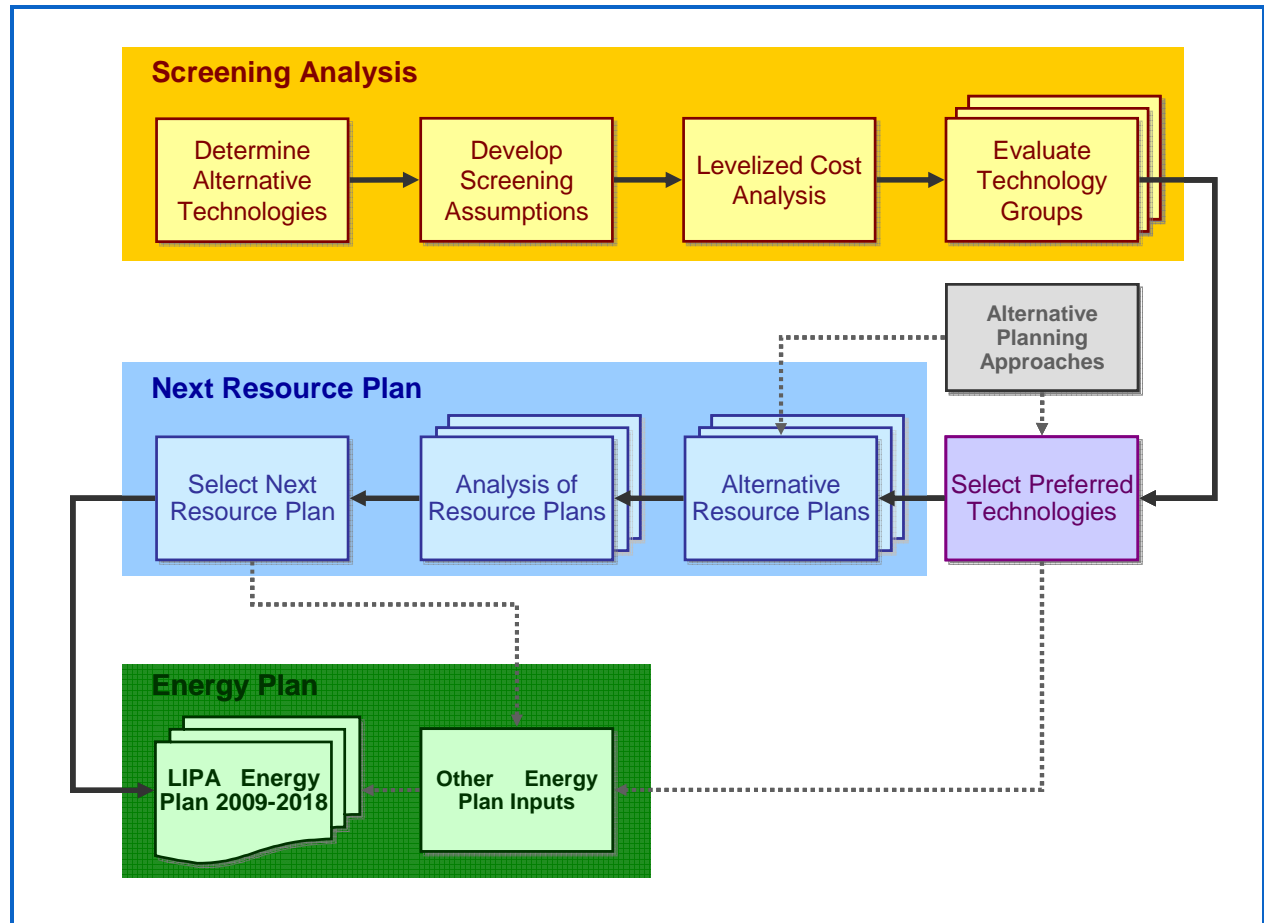 Screening Analysis
Determine
Alternative
Technologies
Develop
Screening
Assumptions
Levelized Cost
Analysis
Evaluate
Technology
Groups
Alternative
Planning
Approaches
Next Resource Plan
Select Next
Resource Plan
Analysis of
Resource Plans
Alternative
Resource Plans
Select Preferred
Technologies
Energy Plan
LIPA Energy
Plan 2009-2018
Other Energy
Plan Inputs